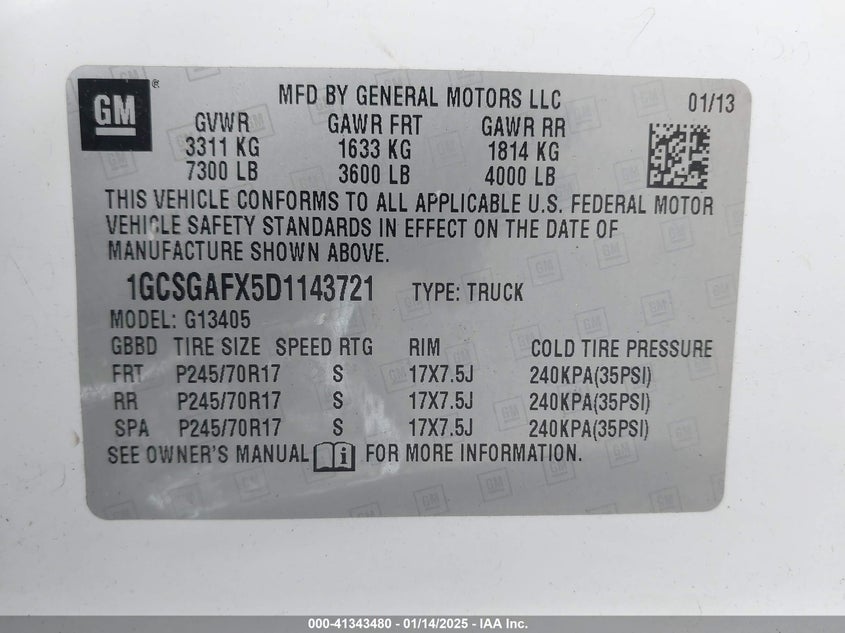 GM ®
MFD BY GENERAL MOTORS LLC 01/13
GVWR GAWR FRT GAWR RR
3311 KG 1633 KG 1814 KG
7300 LB 3600 LB 4000 LB
THIS VEHICLE CONFORMS TO ALL APPLICABLE U.S. FEDERAL MOTOR
VEHICLE SAFETY STANDARDS IN EFFECT ON THE DATE OF
MANUFACTURE SHOWN ABOVE.
1GCSGAFX5D1143721 TYPE: TRUCK
MODEL: G13405
GBBD TIRE SIZE SPEED RTG RIM COLD TIRE PRESSURE
FRT P245/70R17 S 17X7.5J 240KPA(35PSI)
RR P245/70R17 S 17X7.5J 240KPA(35PSI)
SPA P245/70R17 S 17X7.5J 240KPA(35PSI)
SEE OWNER'S MANUAL i FOR MORE INFORMATION.
000-41343480 - 01/14/2025 - IAA Inc.